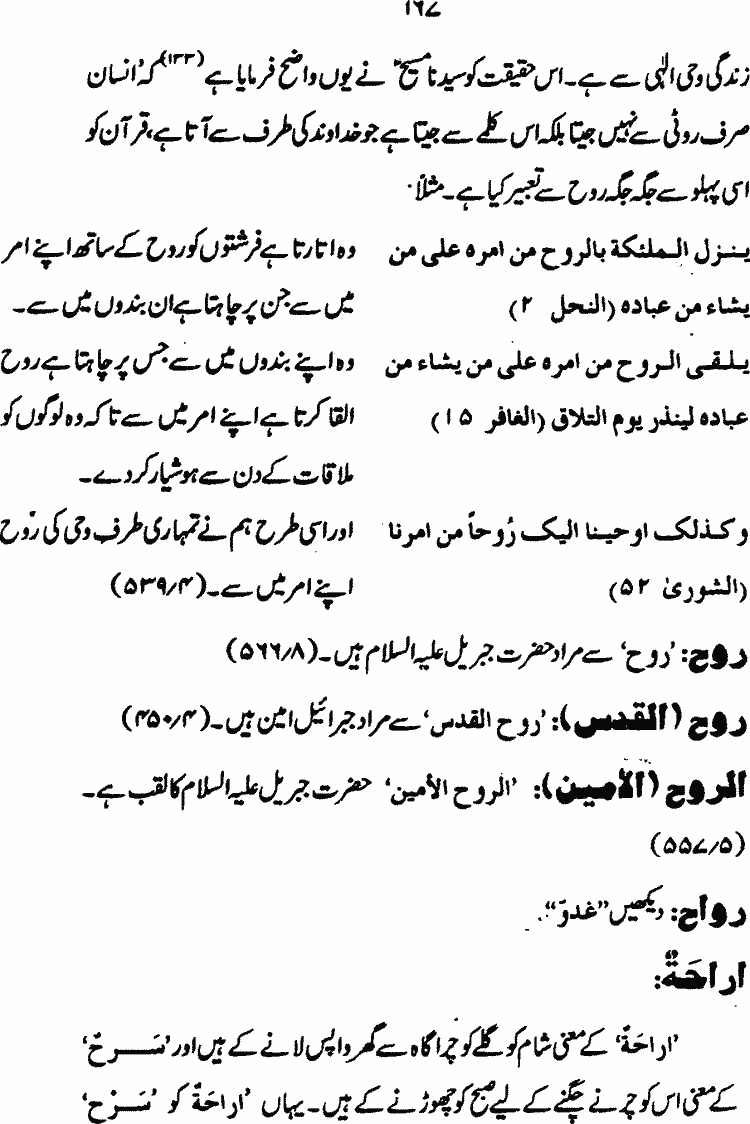 ۱۶۷
زندگی وحی الٰہی سے ہے۔ اس حقیقت کو سیدنا مسیحؑ نے یوں واضح فرمایا ہے (۱۳۳) کہ 'انسان
صرف روٹی سے نہیں جیتا بلکہ اس کلمے سے جیتا ہے جو خداوند کی طرف سے آتا ہے، قرآن کو
اسی پہلو سے جگہ جگہ روح سے تعبیر کیا ہے۔ مثلاً
ینزل الملئکة بالروح من امره علی من وہ اتارتا ہے فرشتوں کو روح کے ساتھ اپنے امر
یشاء من عباده (النحل ۲) میں سے جن پر چاہتا ہے ان بندوں میں سے۔
یلقی الروح من امره علی من یشاء من وہ اپنے بندوں میں سے جس پر چاہتا ہے روح
عباده لینذر یوم التلاق (الغافر ۱۵) القا کرتا ہے اپنے امر میں سے تاکہ وہ لوگوں کو
ملاقات کے دن سے ہوشیار کر دے۔
وکذلک اوحینا الیک رُوحاً من امرنا اور اسی طرح ہم نے تمہاری طرف وحی کی رُوح
(الشوریٰ ۵۲) اپنے امر میں سے۔ (۵۳۹/۴)
روح: 'روح' سے مراد حضرت جبریل علیہ السلام ہیں۔ (۵۶۶/۸)
روح (القدس): 'روح القدس' سے مراد جبرائیل امین ہیں۔ (۴۵۰/۴)
الروح (الأمین): 'الروح الأمین' حضرت جبریل علیہ السلام کا لقب ہے۔
(۵۵۷/۵)
رواح: دیکھیں "غدوّ"۔
اراحَةٌ:
'اراحَةٌ' کے معنی شام کو گلے کو چراگاہ سے گھر واپس لانے کے ہیں اور 'سَرحٌ'
کے معنی اس کو چرنے چگنے کے لیے صبح کو چھوڑنے کے ہیں۔ یہاں 'اراحَةٌ' کو 'سَرْح'